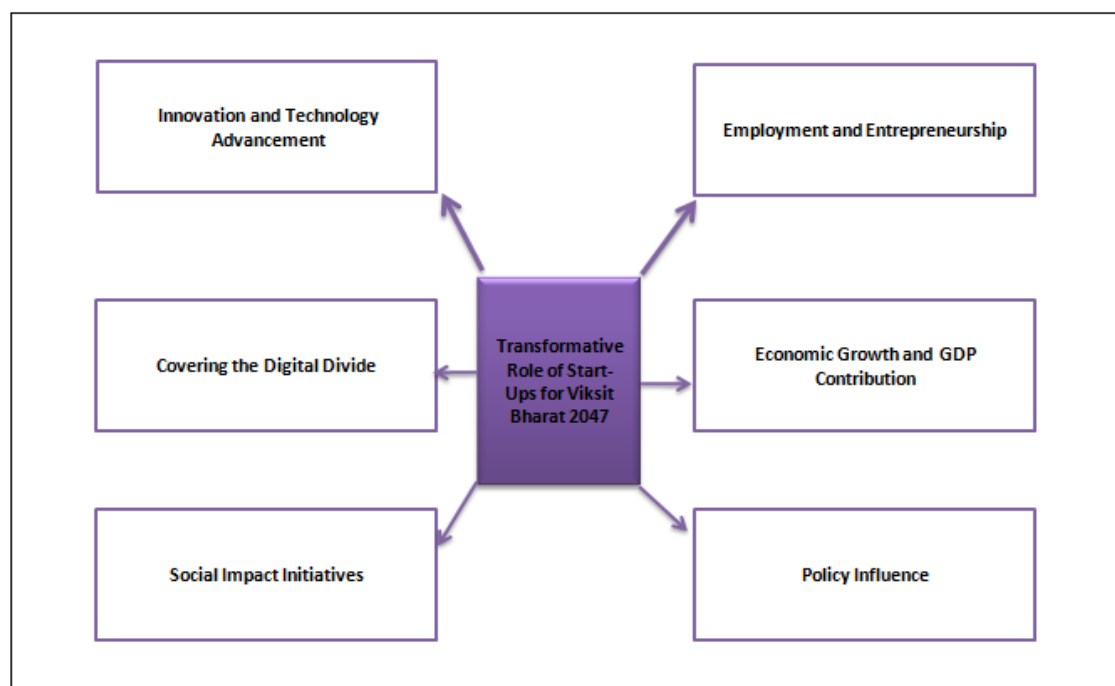 Innovation and Technology
Advancement
Employment and Entrepreneurship
Covering the Digital Divide
Transformative
Role of Start-
Ups for Viksit
Bharat 2047
Economic Growth and GDP
Contribution
Social Impact Initiatives
Policy Influence